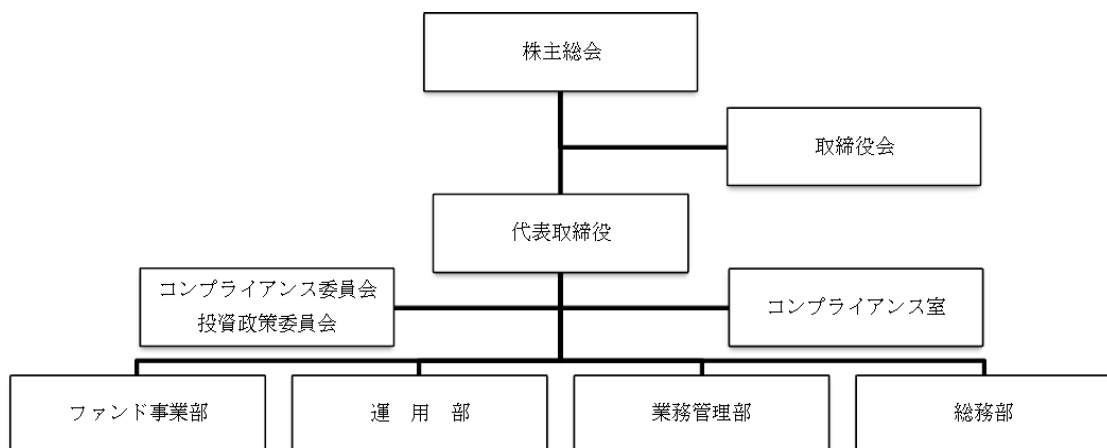 株主総会
取締役会
代表取締役
コンプライアンス委員会
投資政策委員会
コンプライアンス室
ファンド事業部
運　用　部
業務管理部
総務部